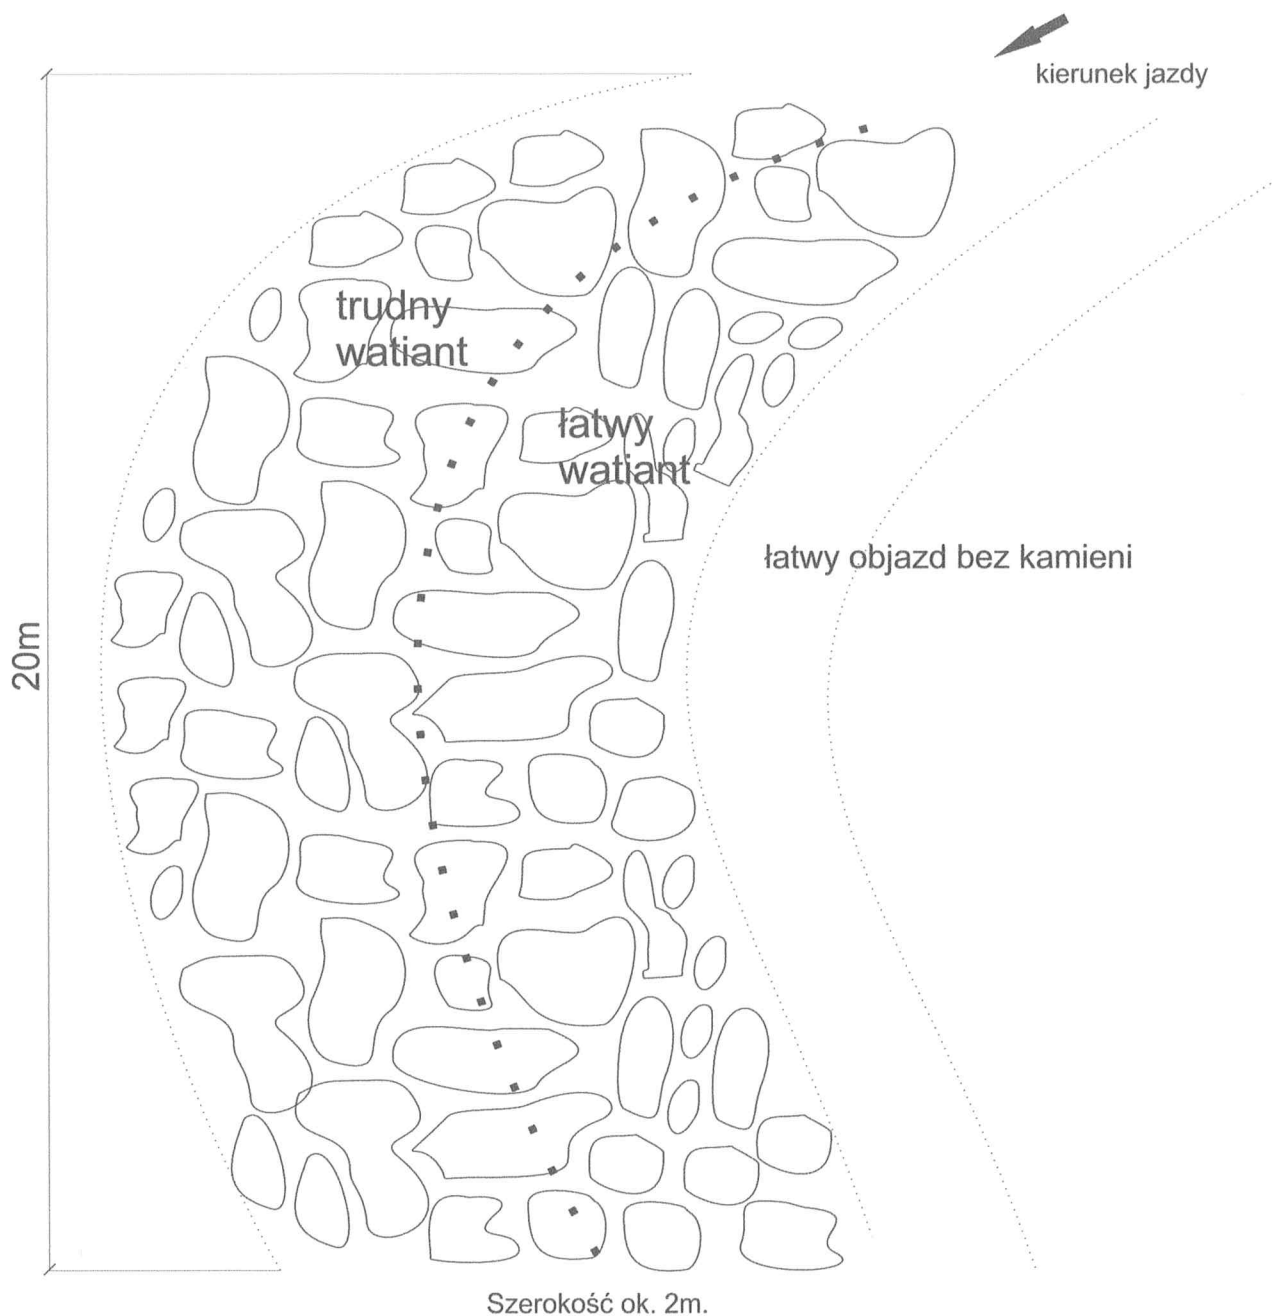 kierunek jazdy
trudny
watiant
łatwy
watiant
łatwy objazd bez kamieni
20m
Szerokość ok. 2m.